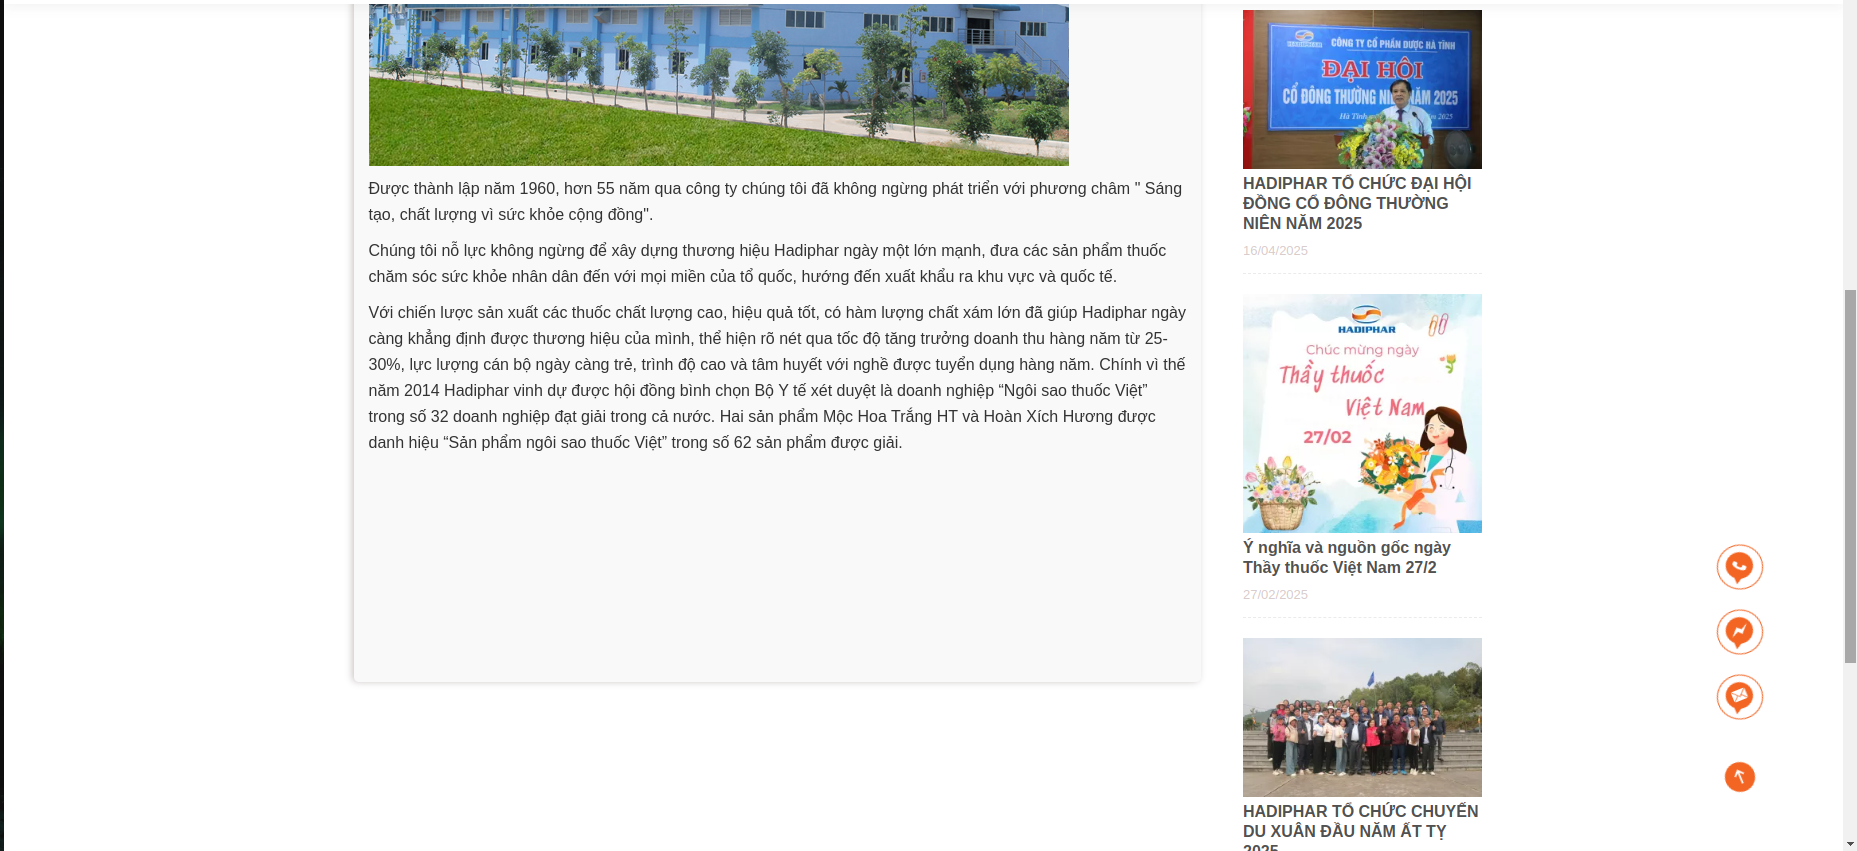 Được thành lập năm 1960, hơn 55 năm qua công ty chúng tôi đã không ngừng phát triển với phương châm " Sáng
tạo, chất lượng vì sức khỏe cộng đồng".
Chúng tôi nỗ lực không ngừng để xây dựng thương hiệu Hadiphar ngày một lớn mạnh, đưa các sản phẩm thuốc
chăm sóc sức khỏe nhân dân đến với mọi miền của tổ quốc, hướng đến xuất khẩu ra khu vực và quốc tế.
Với chiến lược sản xuất các thuốc chất lượng cao, hiệu quả tốt, có hàm lượng chất xám lớn đã giúp Hadiphar ngày
càng khẳng định được thương hiệu của mình, thể hiện rõ nét qua tốc độ tăng trưởng doanh thu hàng năm từ 25-
30%, lực lượng cán bộ ngày càng trẻ, trình độ cao và tâm huyết với nghề được tuyển dụng hàng năm. Chính vì thế
năm 2014 Hadiphar vinh dự được hội đồng bình chọn Bộ Y tế xét duyệt là doanh nghiệp “Ngôi sao thuốc Việt”
trong số 32 doanh nghiệp đạt giải trong cả nước. Hai sản phẩm Mộc Hoa Trắng HT và Hoàn Xích Hương được
danh hiệu “Sản phẩm ngôi sao thuốc Việt” trong số 62 sản phẩm được giải.
HADIPHAR
CÔNG TY CỔ PHẦN DƯỢC HÀ TĨNH
ĐẠI HỘI
CỔ ĐÔNG THƯỜNG NI NĂM 2025
Hà Tĩnh 2025
HADIPHAR TỔ CHỨC ĐẠI HỘI
ĐỒNG CỔ ĐÔNG THƯỜNG
NIÊN NĂM 2025
16/04/2025
HADIPHAR
Chúc mừng ngày
Thầy thuốc
Việt Nam
27/02
Ý nghĩa và nguồn gốc ngày
Thầy thuốc Việt Nam 27/2
27/02/2025
HADIPHAR TỔ CHỨC CHUYẾN
DU XUÂN ĐẦU NĂM ẤT TỴ
2025